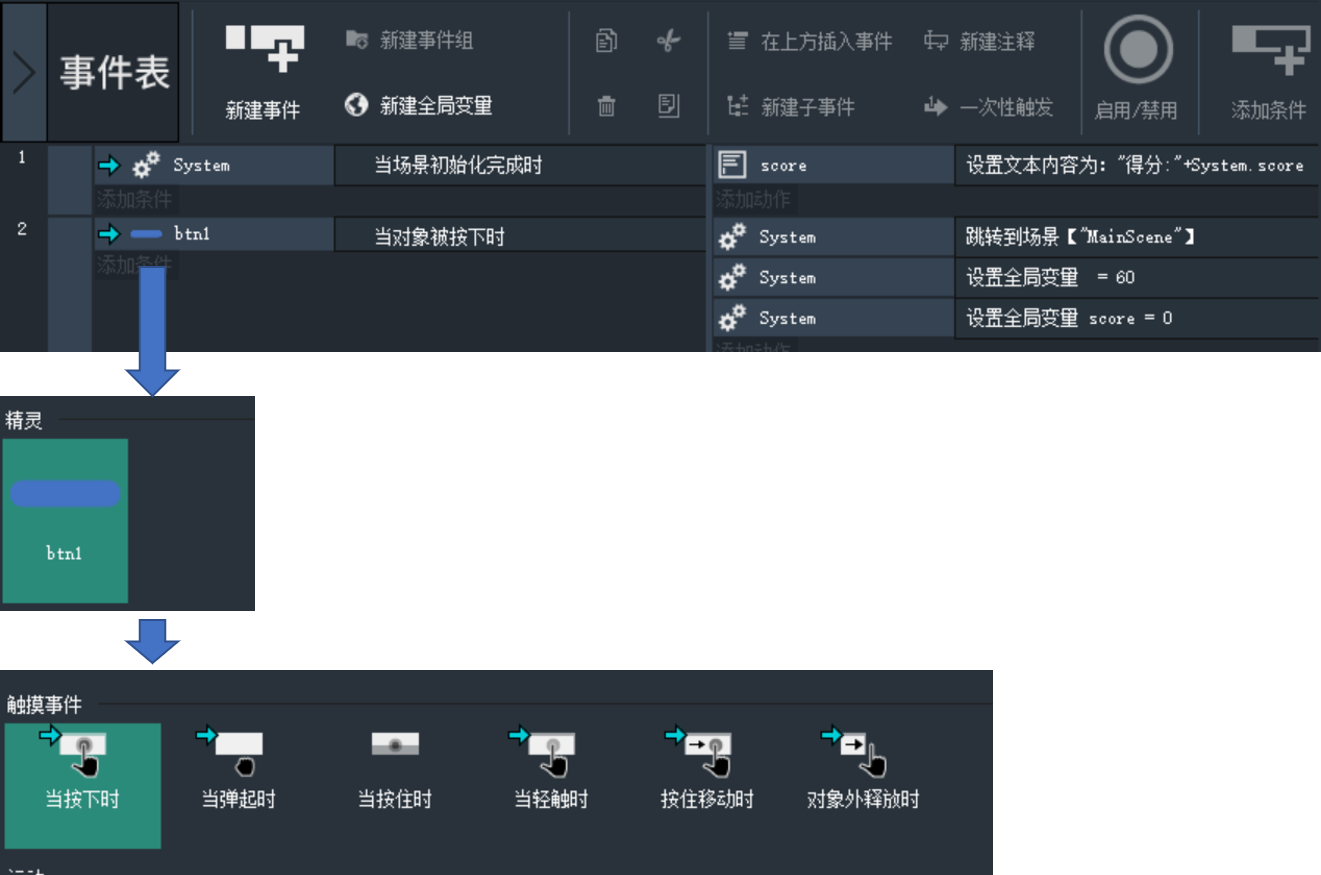 事件表
新建事件
新建事件组
新建全局变量
在上方插入事件
新建注释
新建子事件
一次性触发
启用/禁用
添加条件
1
System
当场景初始化完成时
score
设置文本内容为: "得分:"+System.score
添加条件
添加动作
2
btn1
当对象被按下时
System
跳转到场景【"MainScene"】
添加条件
System
设置全局变量 = 60
System
设置全局变量 score = 0
添加动作
精灵
btn1
触摸事件
当按下时
当弹起时
当按住时
当轻触时
按住移动时
对象外释放时